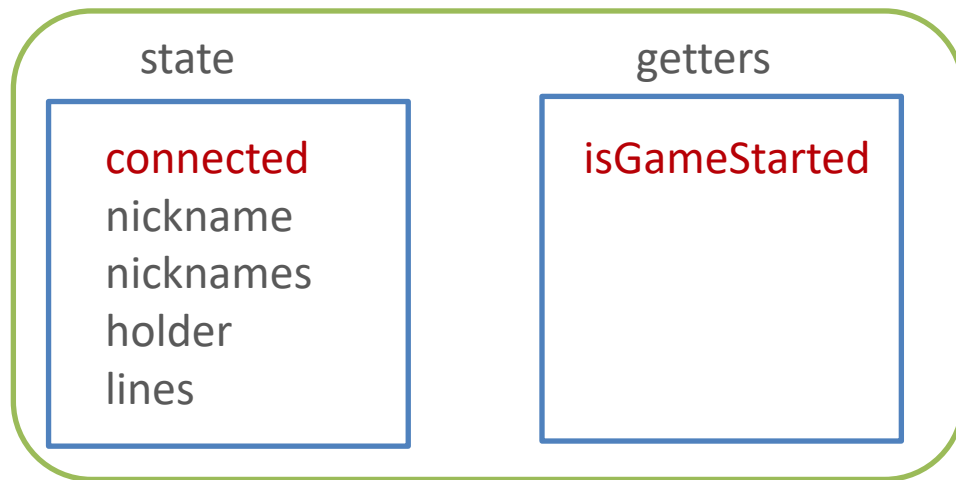 state
connected
nickname
nicknames
holder
lines
getters
isGameStarted